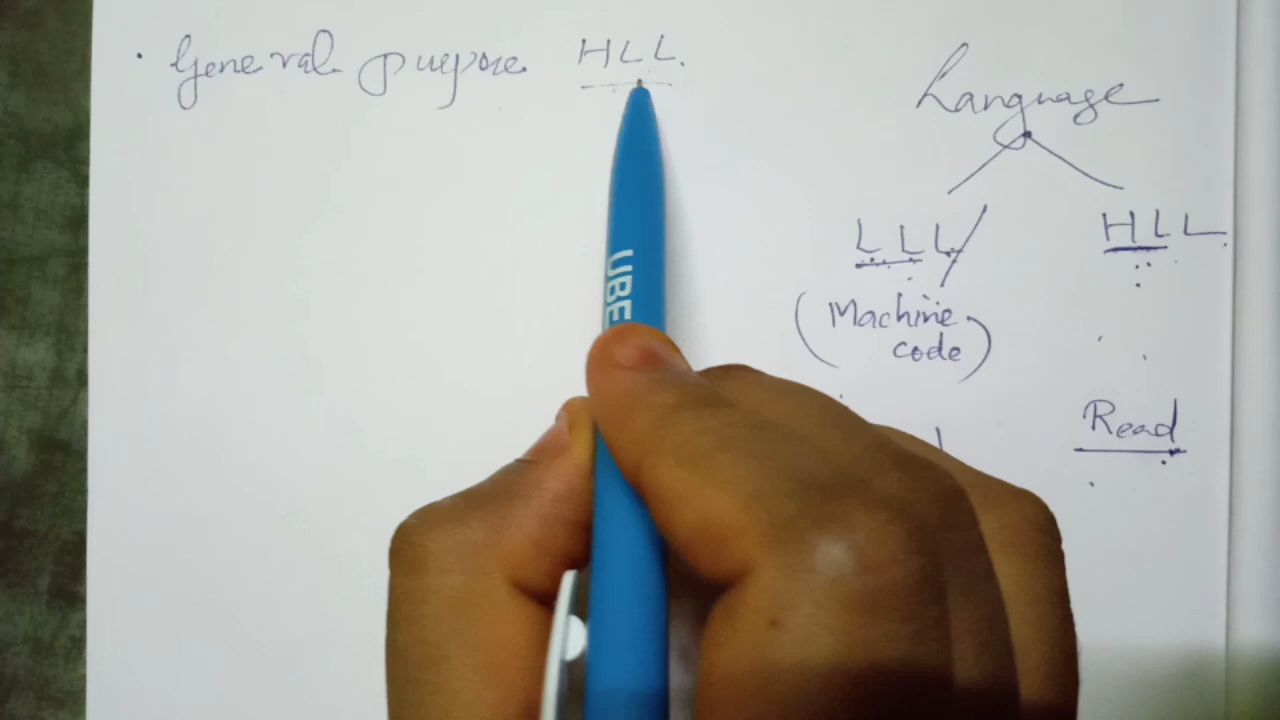 · General purpose HLL.
Language
LLL HLL
(Machine
code)
Read
UBE